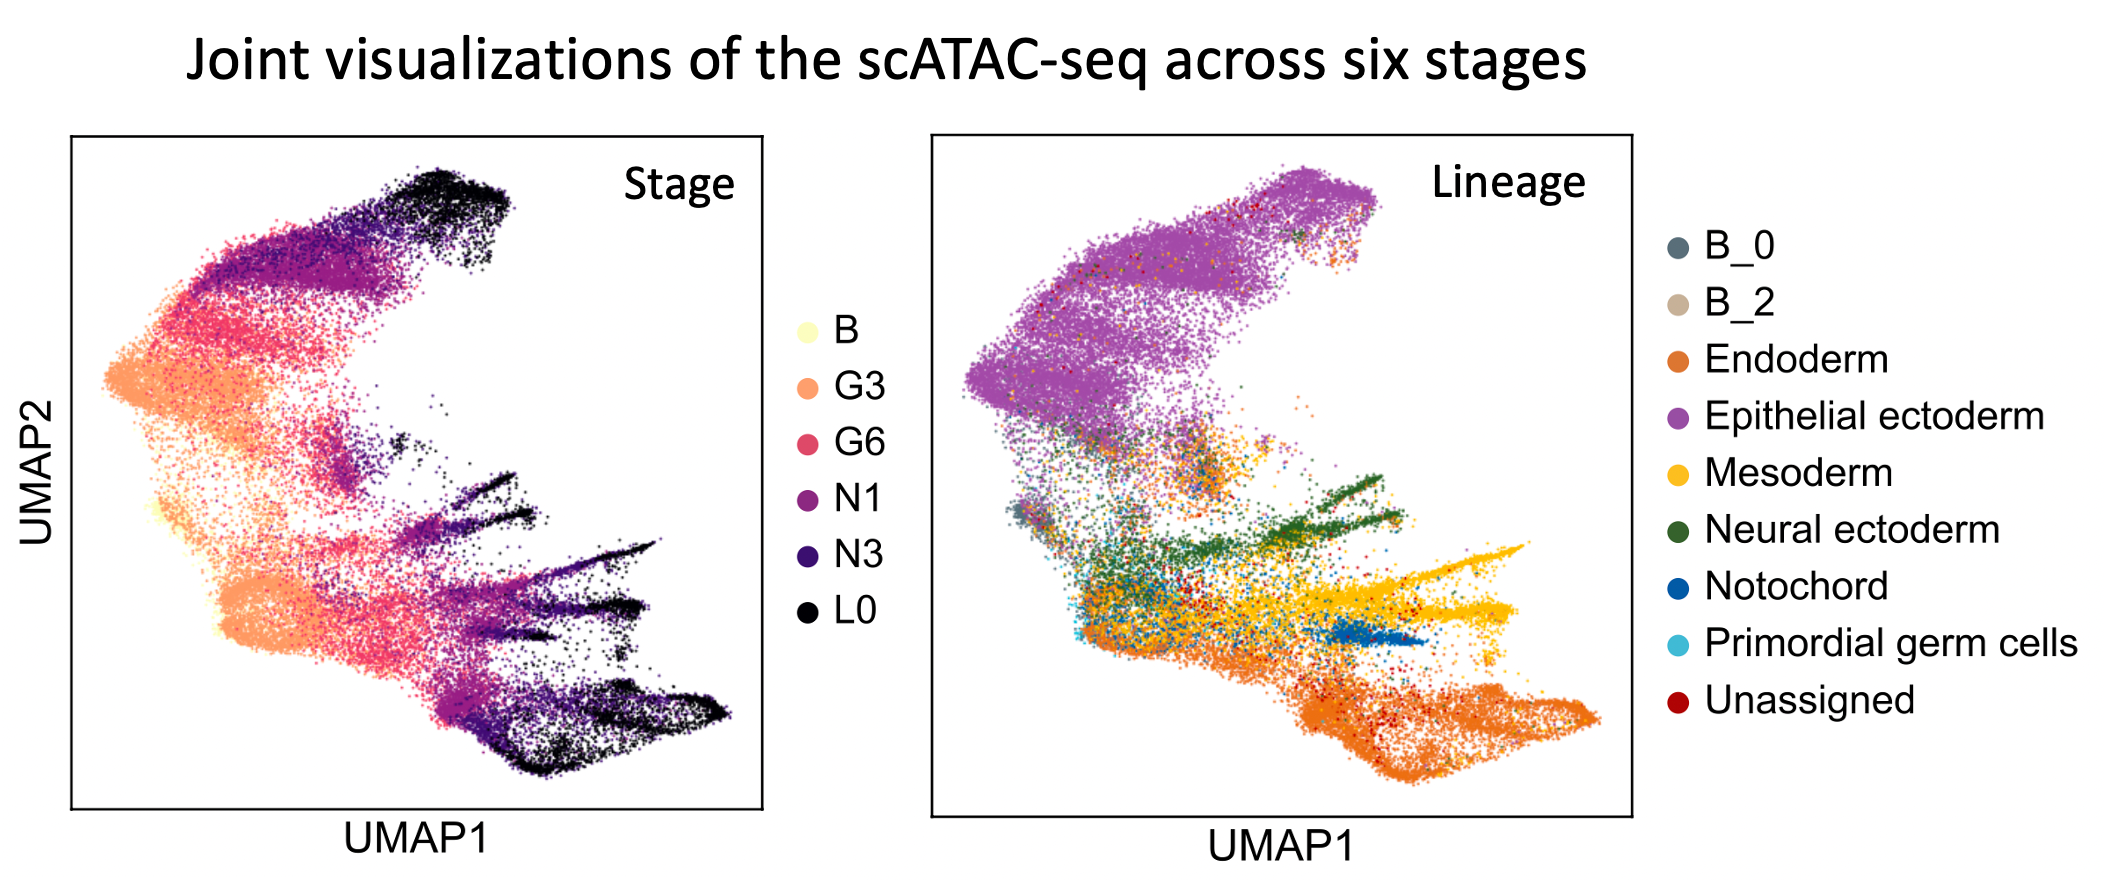 Joint visualizations of the scATAC-seq across six stages
Stage
B
G3
G6
N1
N3
L0
UMAP2
UMAP1
Lineage
B_0
B_2
Endoderm
Epithelial ectoderm
Mesoderm
Neural ectoderm
Notochord
Primordial germ cells
Unassigned
UMAP1